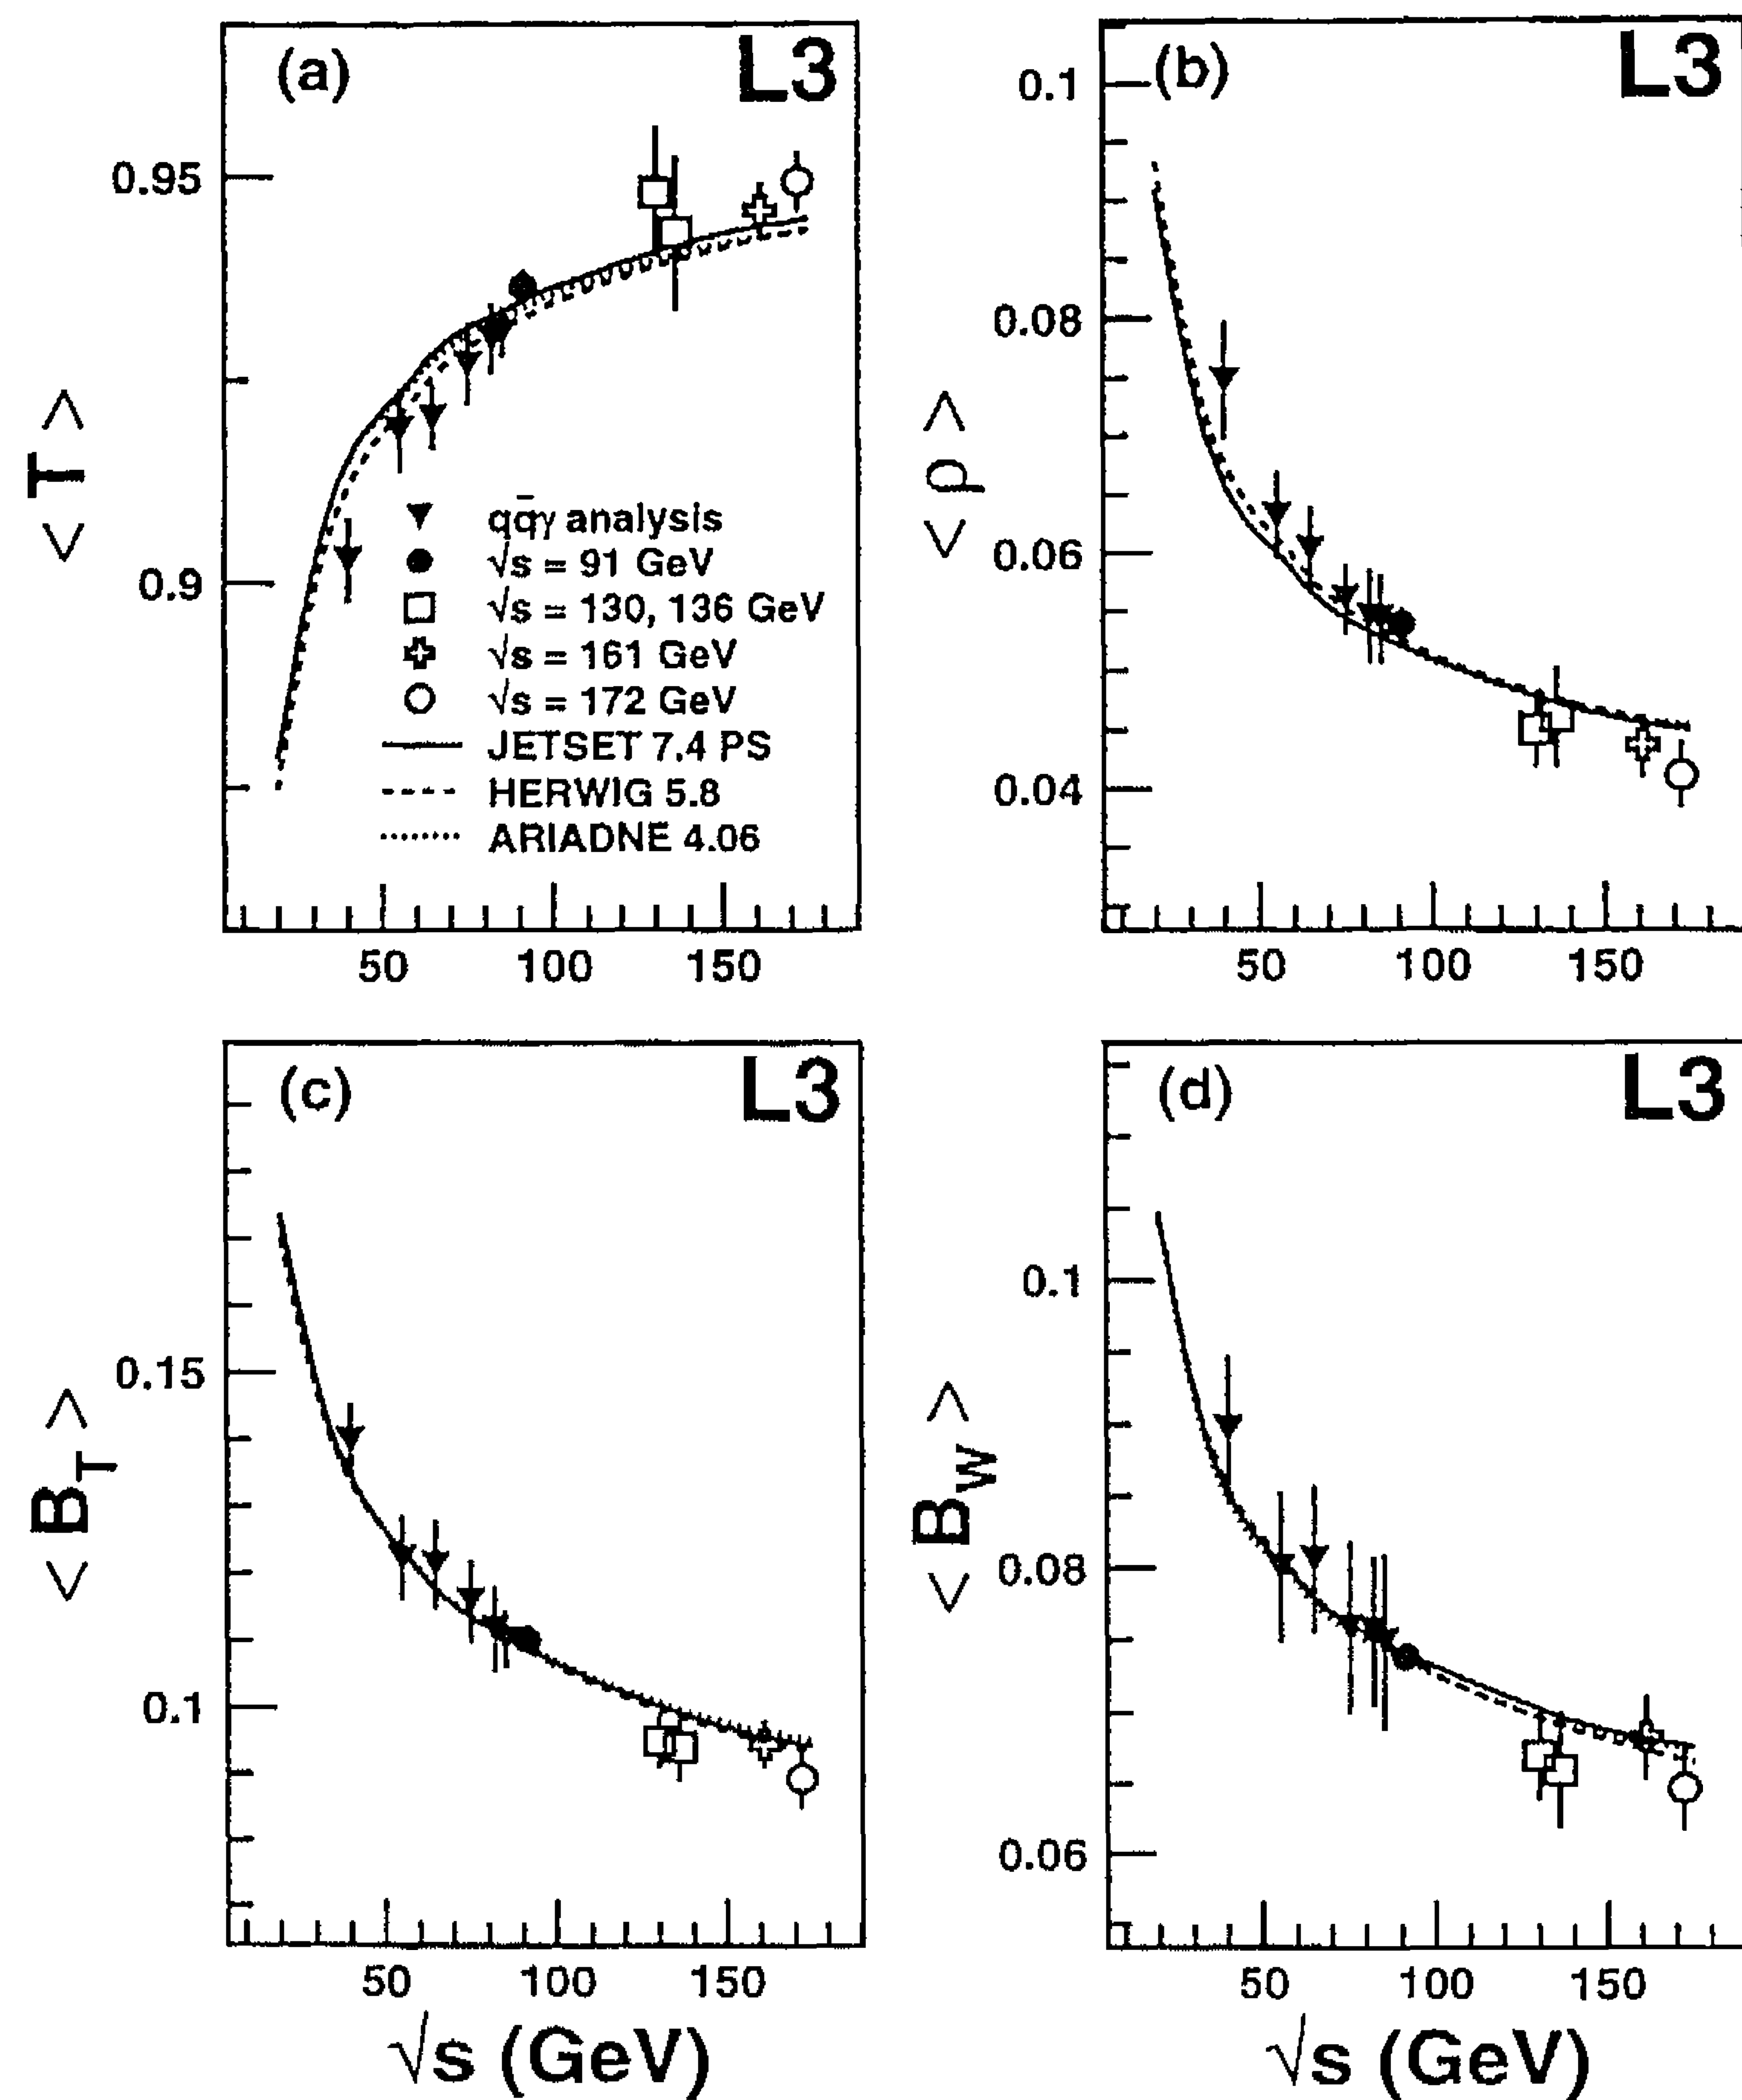 (a) L3
0.95
0.9
< T >
qq̄γ analysis
√s = 91 GeV
√s = 130, 136 GeV
√s = 161 GeV
√s = 172 GeV
JETSET 7.4 PS
HERWIG 5.8
ARIADNE 4.06
50 100 150
(b) L3
0.1
0.08
0.06
0.04
< ρ >
50 100 150
(c) L3
0.15
0.1
< B_T >
50 100 150
√s (GeV)
(d) L3
0.1
0.08
0.06
< B_W >
50 100 150
√s (GeV)